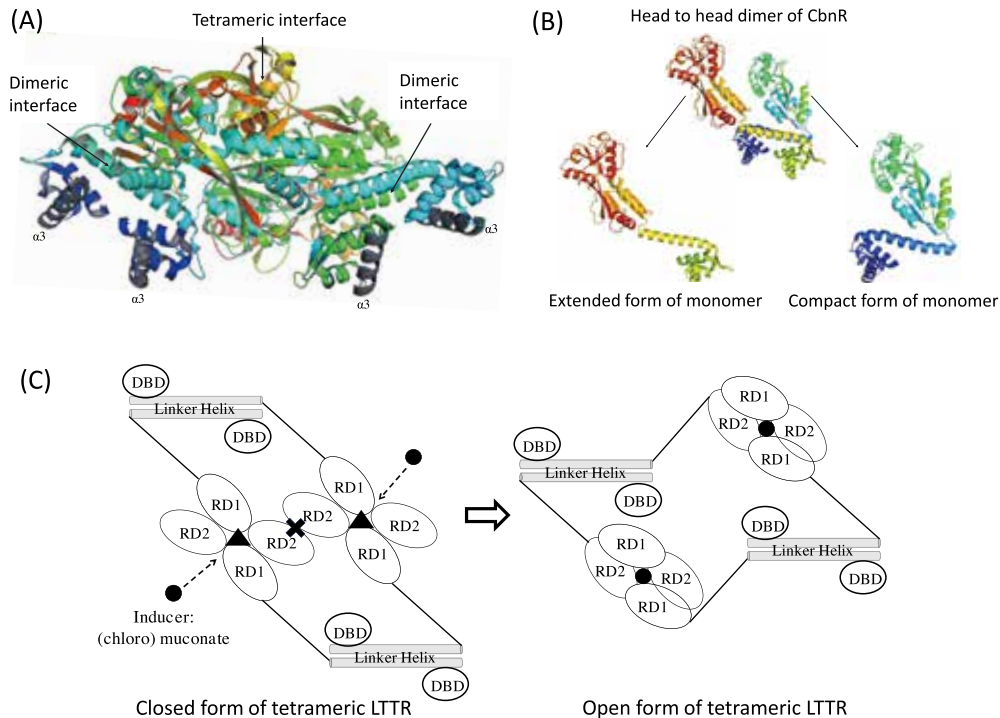 (A)
Tetrameric interface
Dimeric
interface
Dimeric
interface
α3
α3
α3
α3
(B)
Head to head dimer of CbnR
Extended form of monomer
Compact form of monomer
(C)
DBD
Linker Helix
DBD
RD1
RD2
RD2
RD1
RD1
RD2
RD2
RD1
Inducer:
(chloro) muconate
DBD
Linker Helix
DBD
Closed form of tetrameric LTTR
RD1
RD2
RD2
RD1
DBD
Linker Helix
DBD
DBD
Linker Helix
DBD
RD1
RD2
RD2
RD1
Open form of tetrameric LTTR